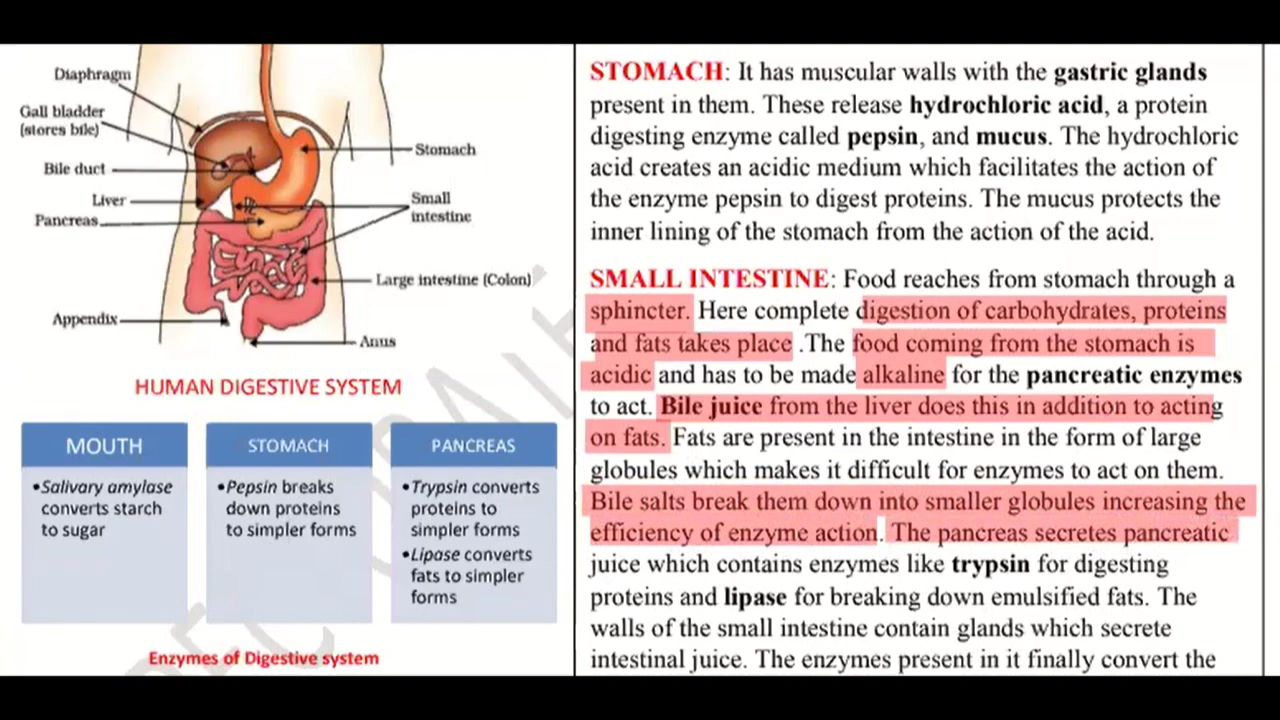 Diaphragm
Gall bladder
(stores bile)
Bile duct
Liver
Pancreas
Appendix
Stomach
Small
intestine
Large intestine (Colon)
Anus
HUMAN DIGESTIVE SYSTEM
MOUTH
•Salivary amylase
converts starch
to sugar
STOMACH
•Pepsin breaks
down proteins
to simpler forms
PANCREAS
•Trypsin converts
proteins to
simpler forms
•Lipase converts
fats to simpler
forms
Enzymes of Digestive system
STOMACH: It has muscular walls with the gastric glands
present in them. These release hydrochloric acid, a protein
digesting enzyme called pepsin, and mucus. The hydrochloric
acid creates an acidic medium which facilitates the action of
the enzyme pepsin to digest proteins. The mucus protects the
inner lining of the stomach from the action of the acid.
SMALL INTESTINE: Food reaches from stomach through a
sphincter. Here complete digestion of carbohydrates, proteins
and fats takes place .The food coming from the stomach is
acidic and has to be made alkaline for the pancreatic enzymes
to act. Bile juice from the liver does this in addition to acting
on fats. Fats are present in the intestine in the form of large
globules which makes it difficult for enzymes to act on them.
Bile salts break them down into smaller globules increasing the
efficiency of enzyme action. The pancreas secretes pancreatic
juice which contains enzymes like trypsin for digesting
proteins and lipase for breaking down emulsified fats. The
walls of the small intestine contain glands which secrete
intestinal juice. The enzymes present in it finally convert the